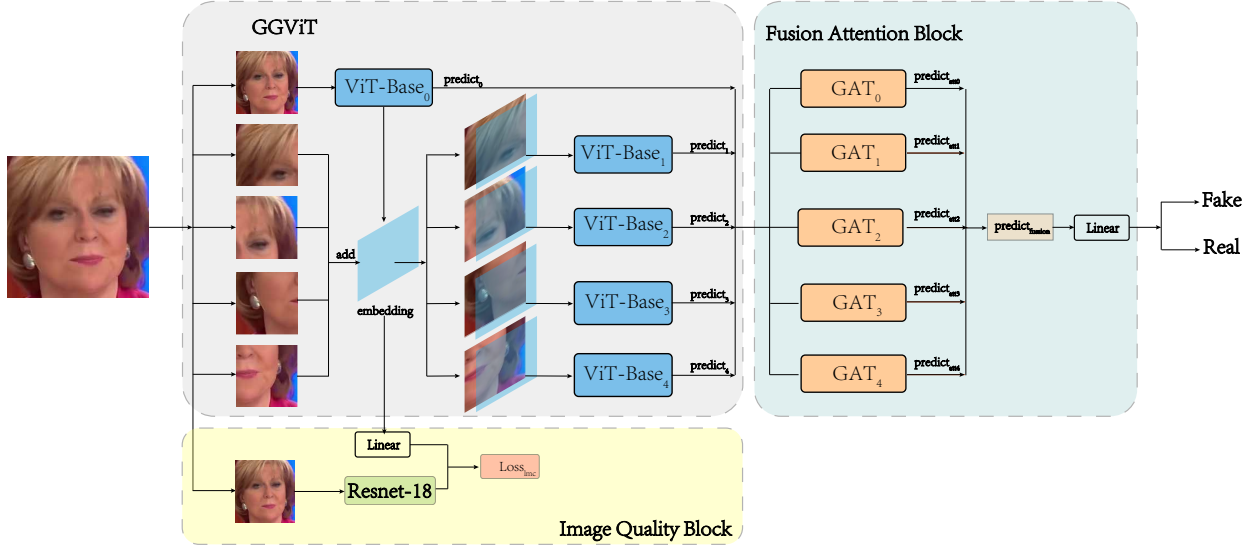 GGViT
Fusion Attention Block
ViT-Base0
predict0
GAT0
predictatt0
ViT-Base1
predict1
GAT1
predictatt1
ViT-Base2
predict2
GAT2
predictatt2
predictfusion
Linear
Fake
Real
add
embedding
ViT-Base3
predict3
GAT3
predictatt3
ViT-Base4
predict4
GAT4
predictatt4
Linear
Losslmc
Resnet-18
Image Quality Block